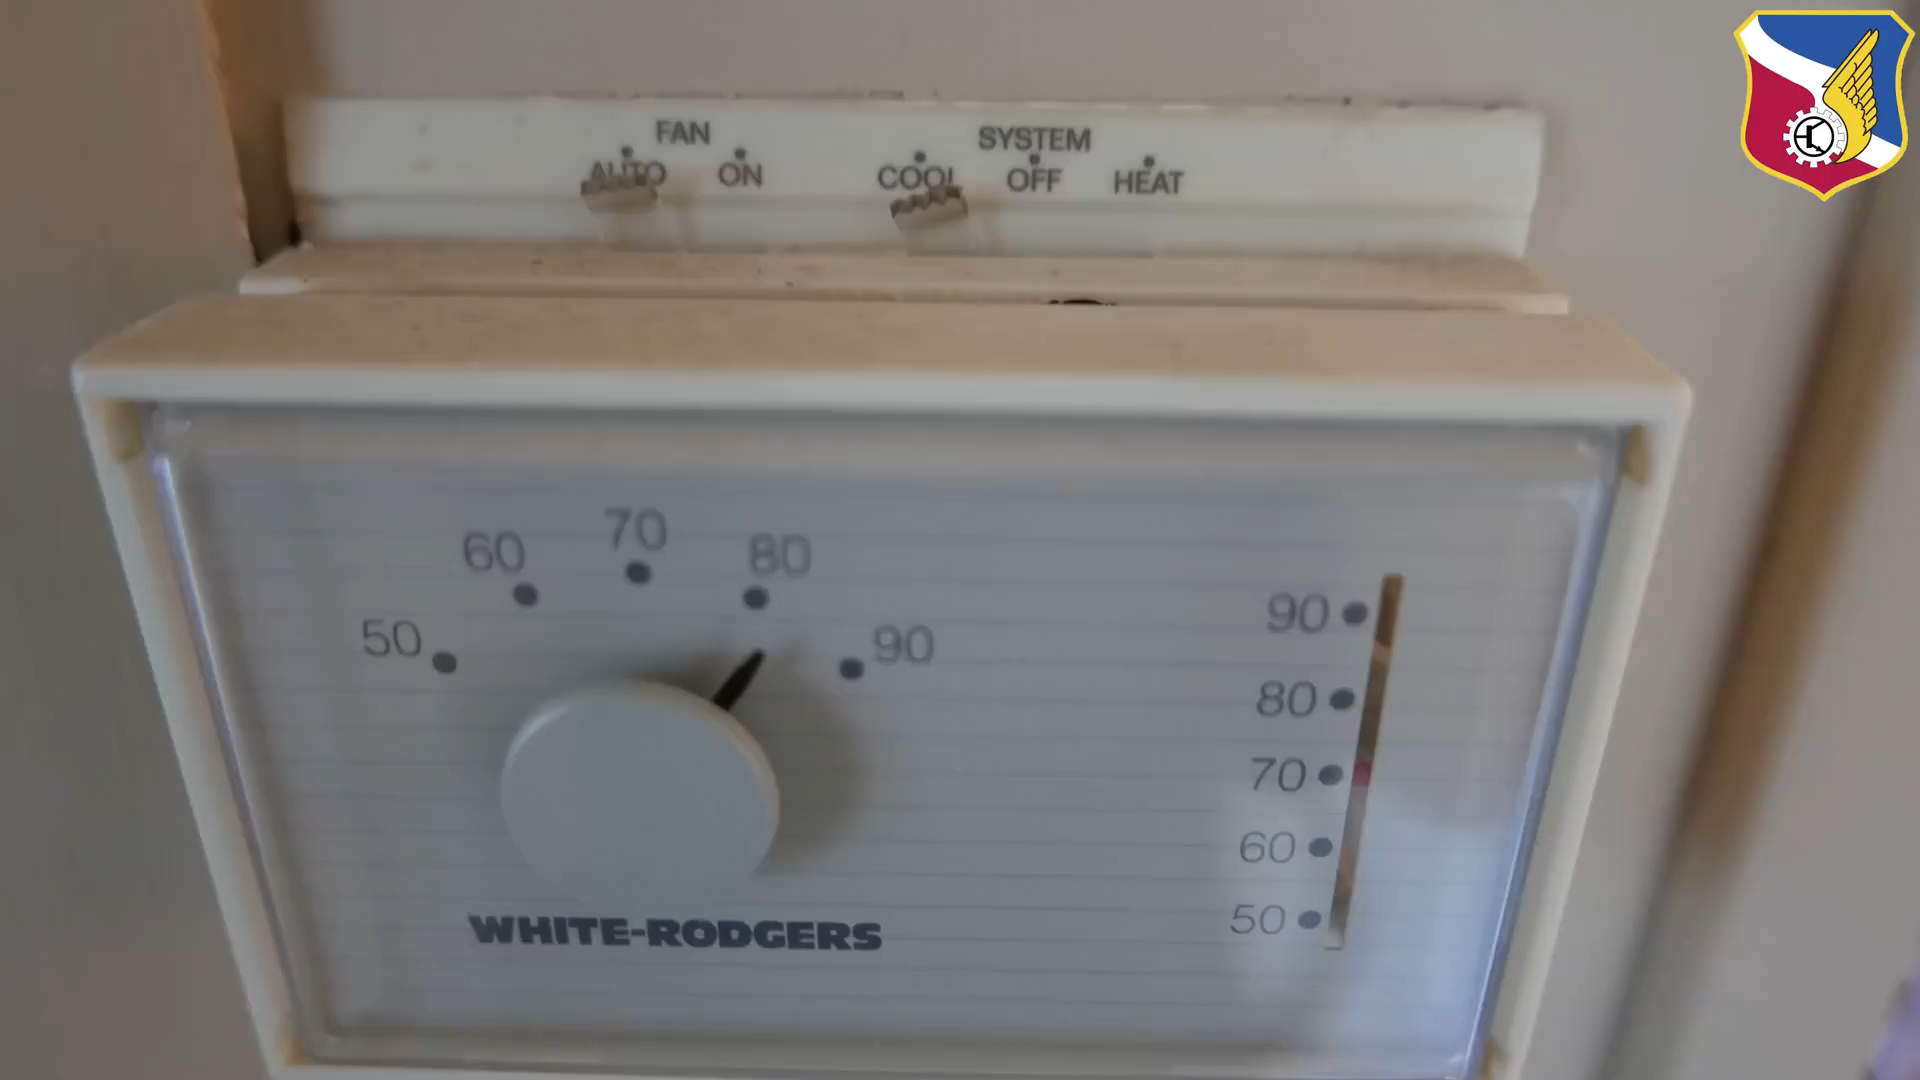 FAN
AUTO ON
SYSTEM
COOL OFF HEAT
50 60 70 80 90
90
80
70
60
50
WHITE-RODGERS